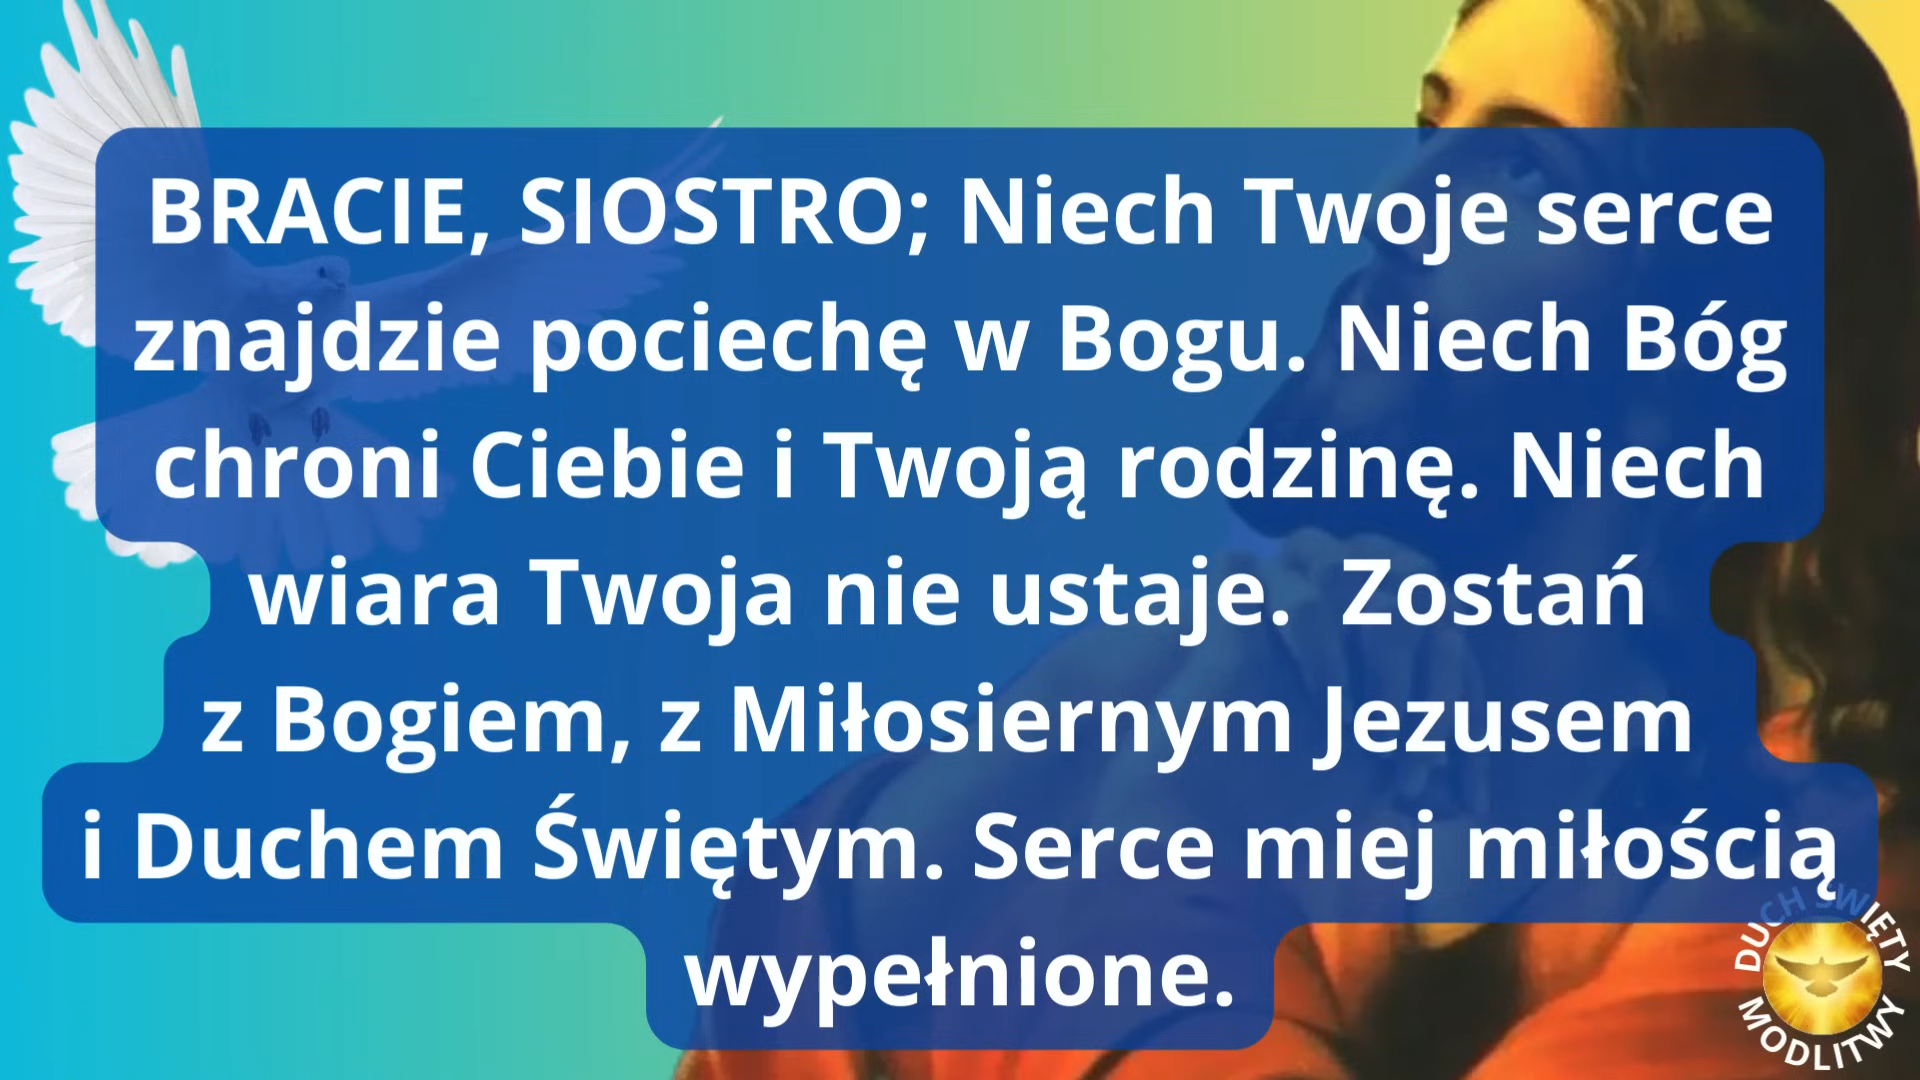 BRACIE, SIOSTRO; Niech Twoje serce
znajdzie pociechę w Bogu. Niech Bóg
chroni Ciebie i Twoją rodzinę. Niech
wiara Twoja nie ustaje. Zostań
z Bogiem, z Miłosiernym Jezusem
i Duchem Świętym. Serce miej miłością
wypełnione.
DUCH ŚWIĘTY
MODLITWY